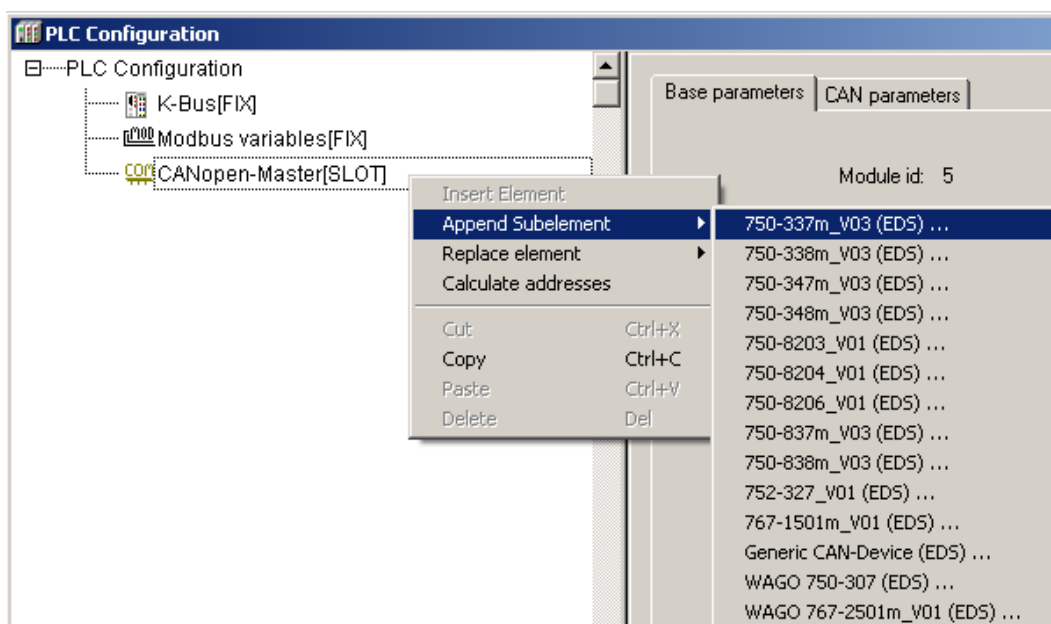 PLC Configuration
PLC Configuration
K-Bus[FIX]
Modbus variables[FIX]
CANopen-Master[SLOT]
Base parameters
CAN parameters
Module id: 5
Insert Element
Append Subelement
Replace element
Calculate addresses
Cut Ctrl+X
Copy Ctrl+C
Paste Ctrl+V
Delete Del
750-337m_V03 (EDS) ...
750-338m_V03 (EDS) ...
750-347m_V03 (EDS) ...
750-348m_V03 (EDS) ...
750-8203_V01 (EDS) ...
750-8204_V01 (EDS) ...
750-8206_V01 (EDS) ...
750-837m_V03 (EDS) ...
750-838m_V03 (EDS) ...
752-327_V01 (EDS) ...
767-1501m_V01 (EDS) ...
Generic CAN-Device (EDS) ...
WAGO 750-307 (EDS) ...
WAGO 767-2501m_V01 (EDS) ...